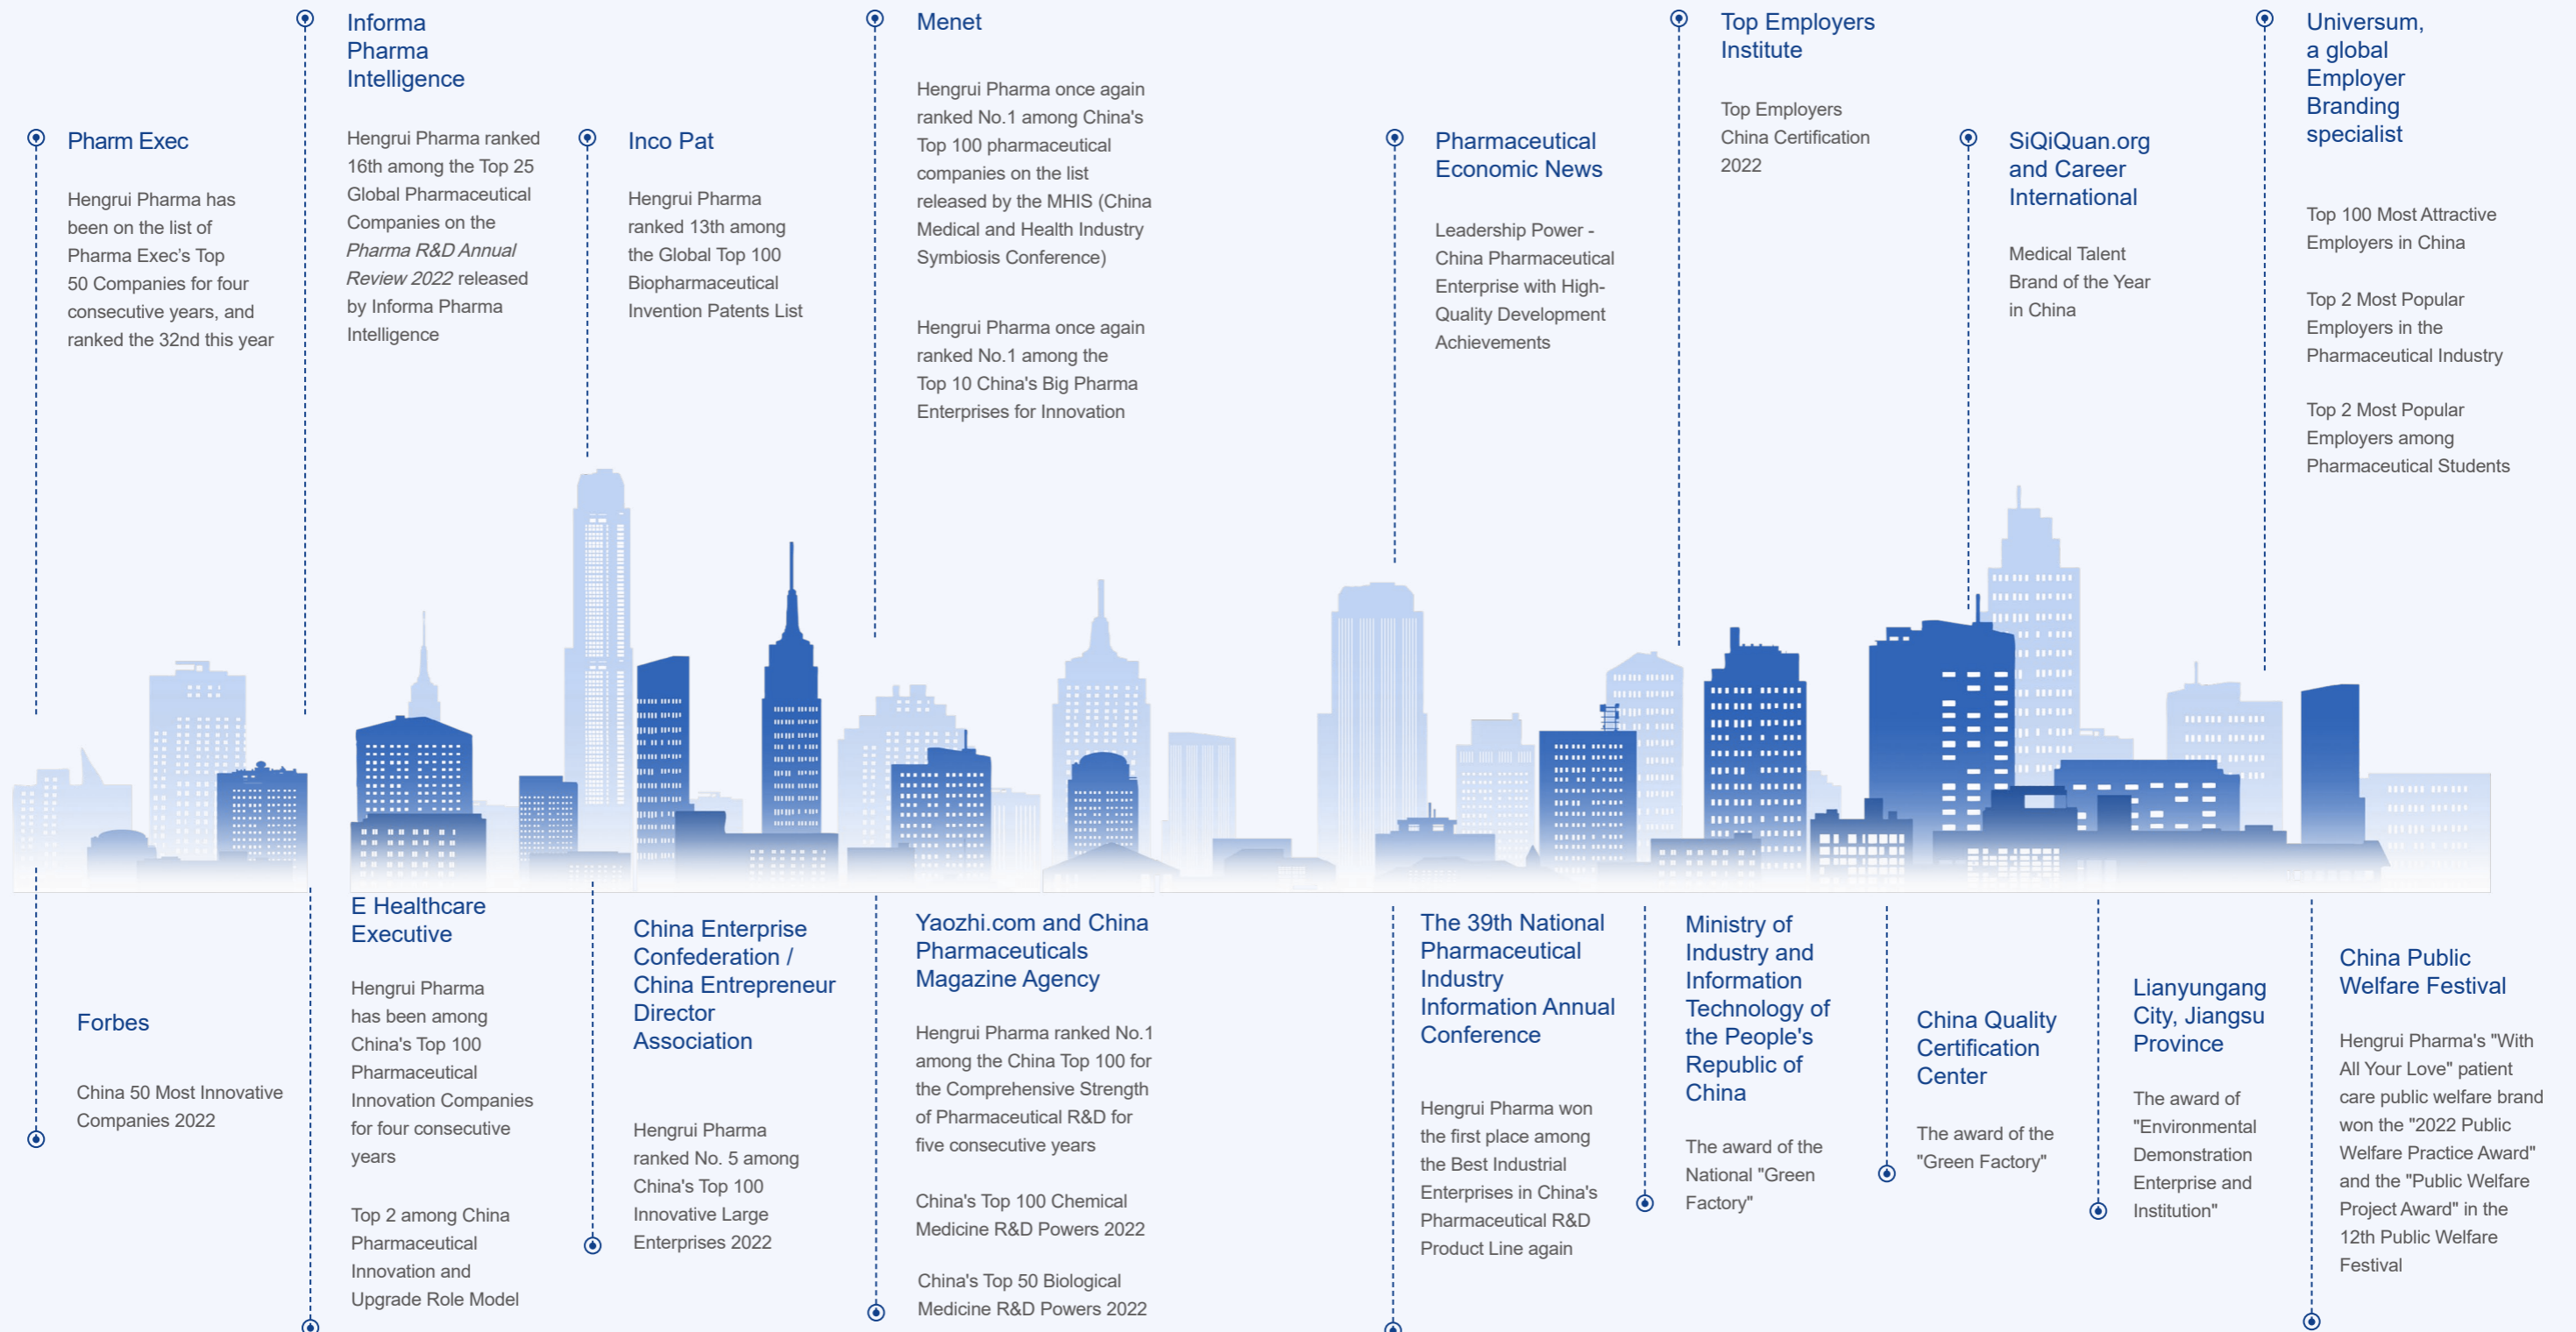 Pharm Exec
Hengrui Pharma has
been on the list of
Pharma Exec's Top
50 Companies for four
consecutive years, and
ranked the 32nd this year
Informa
Pharma
Intelligence
Hengrui Pharma ranked
16th among the Top 25
Global Pharmaceutical
Companies on the
Pharma R&D Annual
Review 2022 released
by Informa Pharma
Intelligence
Inco Pat
Hengrui Pharma
ranked 13th among
the Global Top 100
Biopharmaceutical
Invention Patents List
Menet
Hengrui Pharma once again
ranked No.1 among China's
Top 100 pharmaceutical
companies on the list
released by the MHIS (China
Medical and Health Industry
Symbiosis Conference)
Hengrui Pharma once again
ranked No.1 among the
Top 10 China's Big Pharma
Enterprises for Innovation
Pharmaceutical
Economic News
Leadership Power -
China Pharmaceutical
Enterprise with High-
Quality Development
Achievements
Top Employers
Institute
Top Employers
China Certification
2022
SiQiQuan.org
and Career
International
Medical Talent
Brand of the Year
in China
Universum,
a global
Employer
Branding
specialist
Top 100 Most Attractive
Employers in China
Top 2 Most Popular
Employers in the
Pharmaceutical Industry
Top 2 Most Popular
Employers among
Pharmaceutical Students
Forbes
China 50 Most Innovative
Companies 2022
E Healthcare
Executive
Hengrui Pharma
has been among
China's Top 100
Pharmaceutical
Innovation Companies
for four consecutive
years
Top 2 among China
Pharmaceutical
Innovation and
Upgrade Role Model
China Enterprise
Confederation /
China Entrepreneur
Director
Association
Hengrui Pharma
ranked No. 5 among
China's Top 100
Innovative Large
Enterprises 2022
Yaozhi.com and China
Pharmaceuticals
Magazine Agency
Hengrui Pharma ranked No.1
among the China Top 100 for
the Comprehensive Strength
of Pharmaceutical R&D for
five consecutive years
China's Top 100 Chemical
Medicine R&D Powers 2022
China's Top 50 Biological
Medicine R&D Powers 2022
The 39th National
Pharmaceutical
Industry
Information Annual
Conference
Hengrui Pharma won
the first place among
the Best Industrial
Enterprises in China's
Pharmaceutical R&D
Product Line again
Ministry of
Industry and
Information
Technology of
the People's
Republic of
China
The award of the
National "Green
Factory"
China Quality
Certification
Center
The award of the
"Green Factory"
Lianyungang
City, Jiangsu
Province
The award of
"Environmental
Demonstration
Enterprise and
Institution"
China Public
Welfare Festival
Hengrui Pharma's "With
All Your Love" patient
care public welfare brand
won the "2022 Public
Welfare Practice Award"
and the "Public Welfare
Project Award" in the
12th Public Welfare
Festival